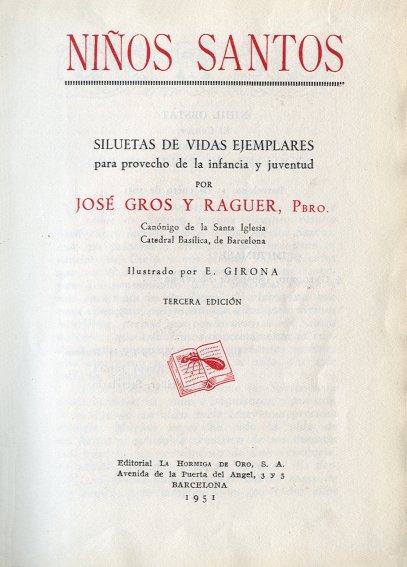 NIÑOS SANTOS
SILUETAS DE VIDAS EJEMPLARES
para provecho de la infancia y juventud
POR
JOSÉ GROS Y RAGUER, PBRO.
Canónigo de la Santa Iglesia
Catedral Basílica, de Barcelona
Ilustrado por E. GIRONA
TERCERA EDICIÓN
Editorial LA HORMIGA DE ORO, S. A.
Avenida de la Puerta del Angel, 3 y 5
BARCELONA
1951